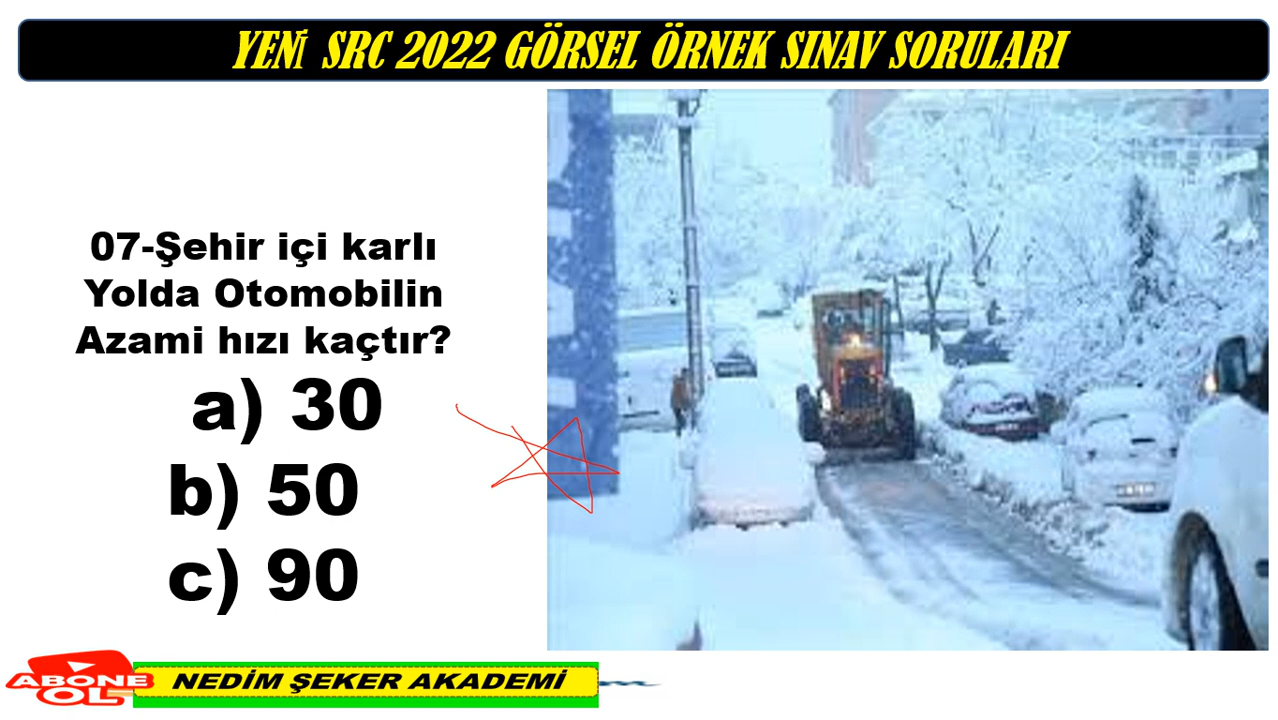 YENİ SRC 2022 GÖRSEL ÖRNEK SINAV SORULARI
07-Şehir içi karlı
Yolda Otomobilin
Azami hızı kaçtır?
a) 30
b) 50
c) 90
ABONE
OL
NEDİM ŞEKER AKADEMİ